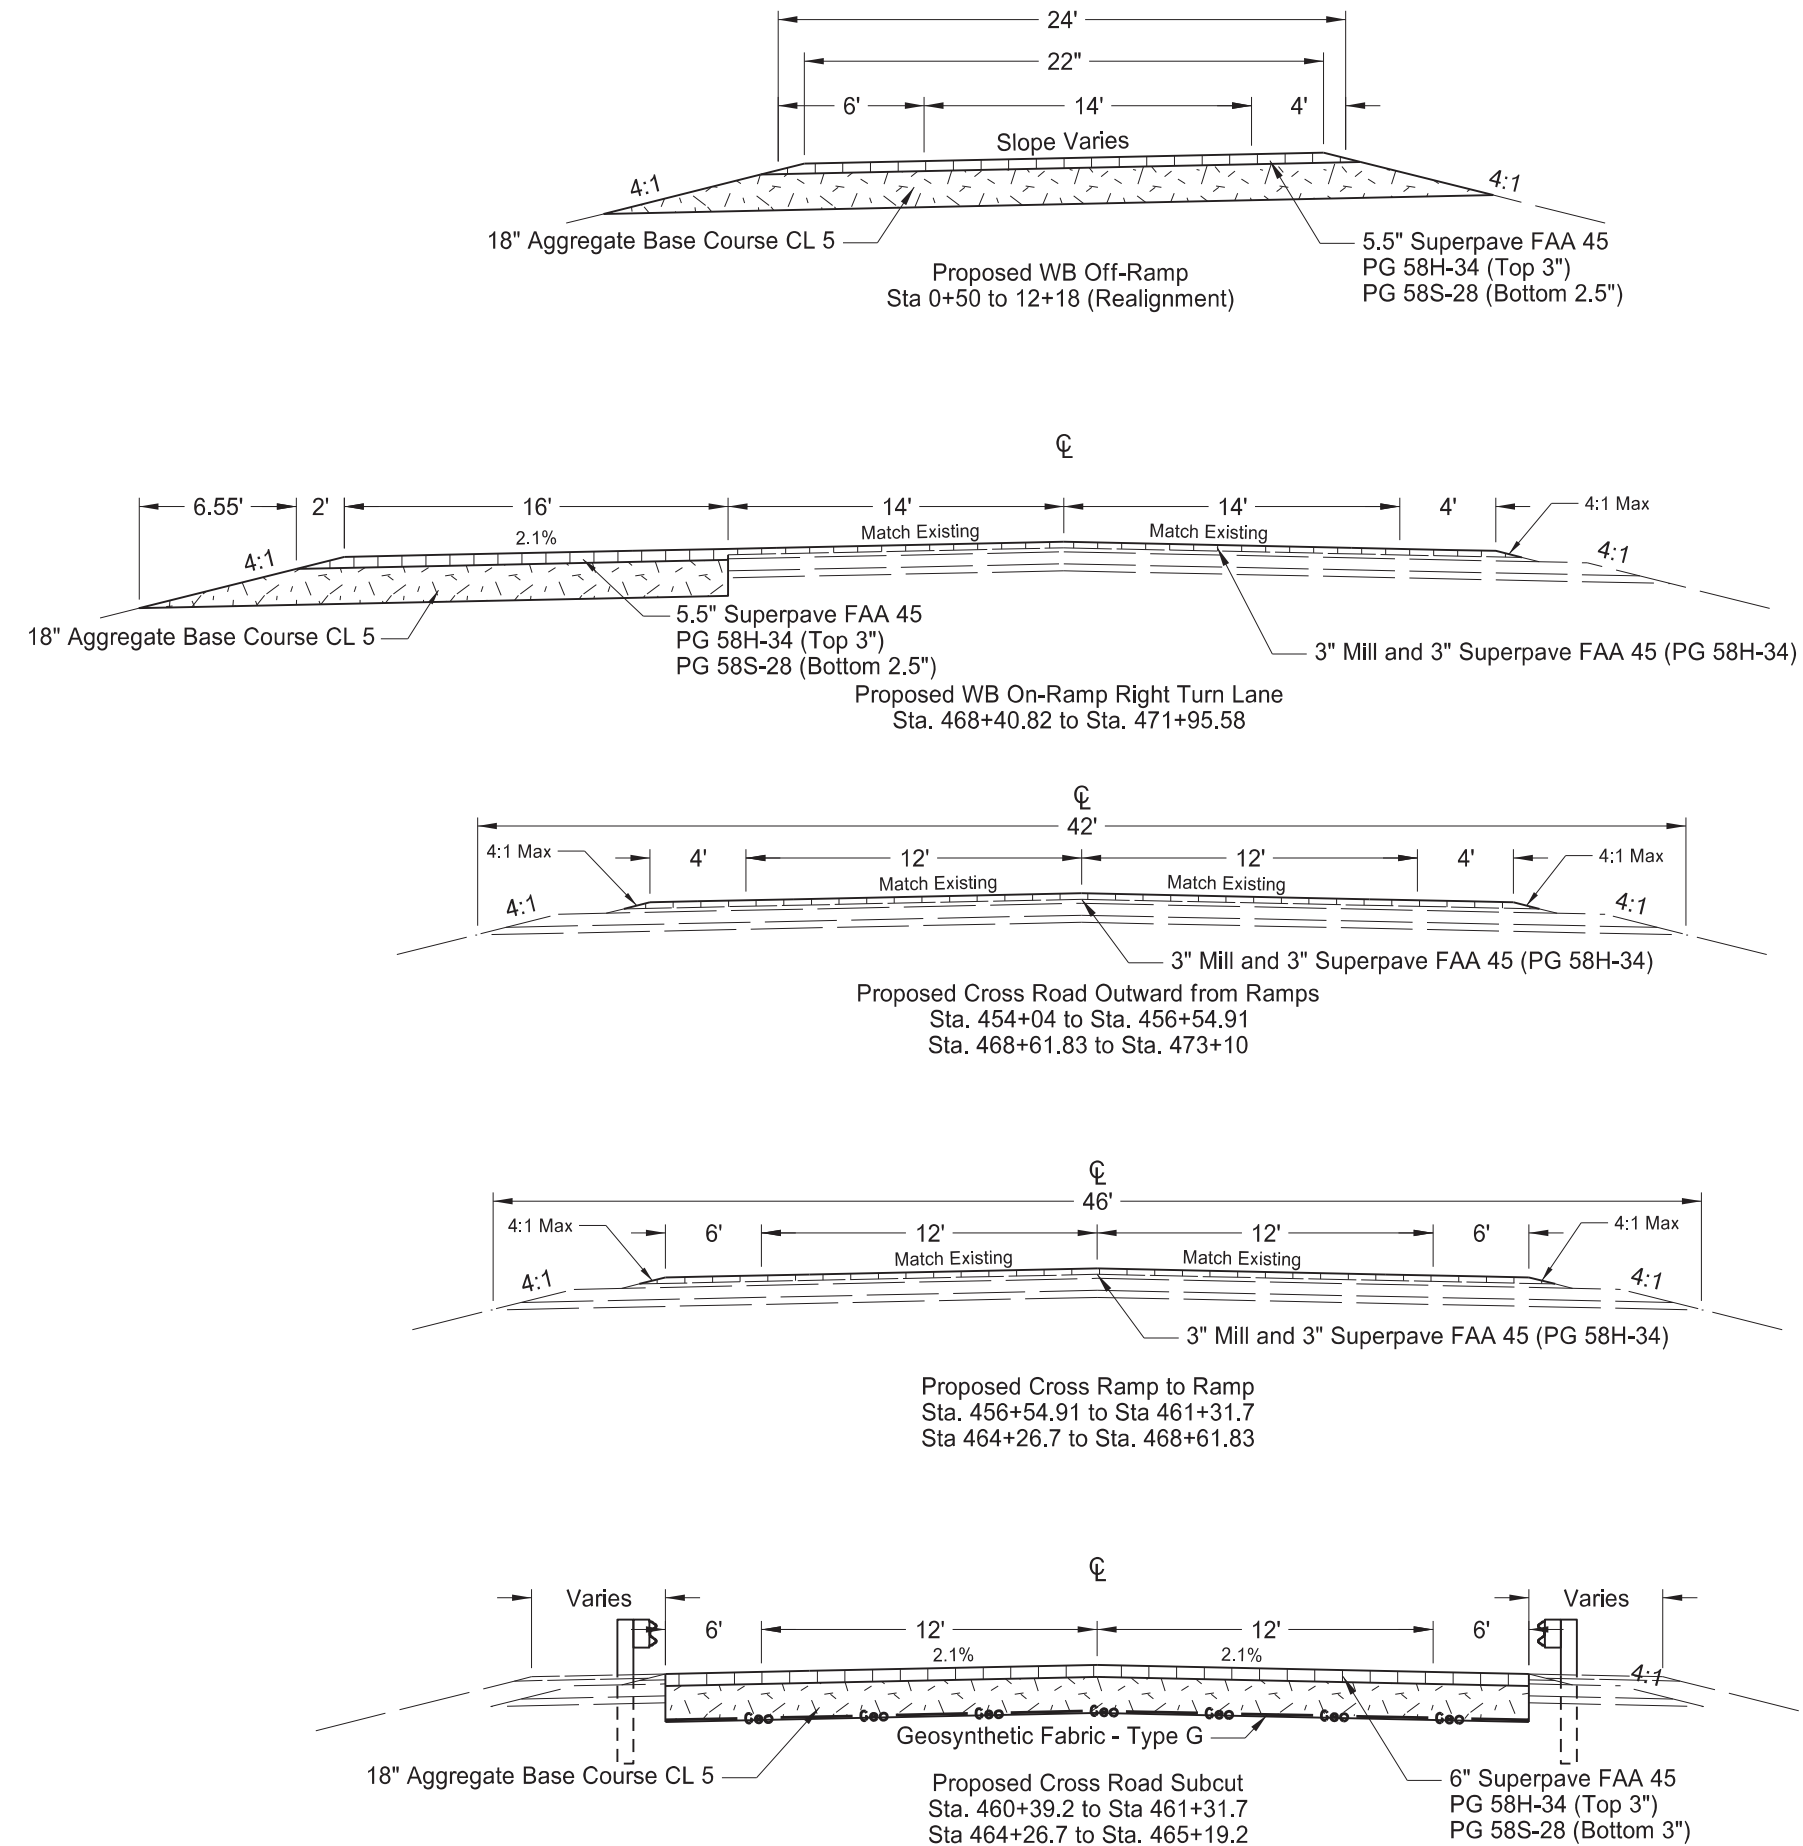 24'
22"
6' 14' 4'
Slope Varies
4:1 4:1
18" Aggregate Base Course CL 5
5.5" Superpave FAA 45
PG 58H-34 (Top 3")
PG 58S-28 (Bottom 2.5")
Proposed WB Off-Ramp
Sta 0+50 to 12+18 (Realignment)
℄
6.55' 2' 16' 14' 14' 4'
4:1 Max
2.1% Match Existing Match Existing
4:1 4:1
18" Aggregate Base Course CL 5
5.5" Superpave FAA 45
PG 58H-34 (Top 3")
PG 58S-28 (Bottom 2.5")
3" Mill and 3" Superpave FAA 45 (PG 58H-34)
Proposed WB On-Ramp Right Turn Lane
Sta. 468+40.82 to Sta. 471+95.58
℄
42'
4:1 Max 4' 12' 12' 4' 4:1 Max
Match Existing Match Existing
4:1 4:1
3" Mill and 3" Superpave FAA 45 (PG 58H-34)
Proposed Cross Road Outward from Ramps
Sta. 454+04 to Sta. 456+54.91
Sta. 468+61.83 to Sta. 473+10
℄
46'
4:1 Max 6' 12' 12' 6' 4:1 Max
Match Existing Match Existing
4:1 4:1
3" Mill and 3" Superpave FAA 45 (PG 58H-34)
Proposed Cross Ramp to Ramp
Sta. 456+54.91 to Sta 461+31.7
Sta 464+26.7 to Sta. 468+61.83
℄
Varies Varies
6' 12' 12' 6'
2.1% 2.1%
4:1
Geo Geo Geo Geo Geo Geo Geo
Geosynthetic Fabric - Type G
18" Aggregate Base Course CL 5
6" Superpave FAA 45
PG 58H-34 (Top 3")
PG 58S-28 (Bottom 3")
Proposed Cross Road Subcut
Sta. 460+39.2 to Sta 461+31.7
Sta 464+26.7 to Sta. 465+19.2